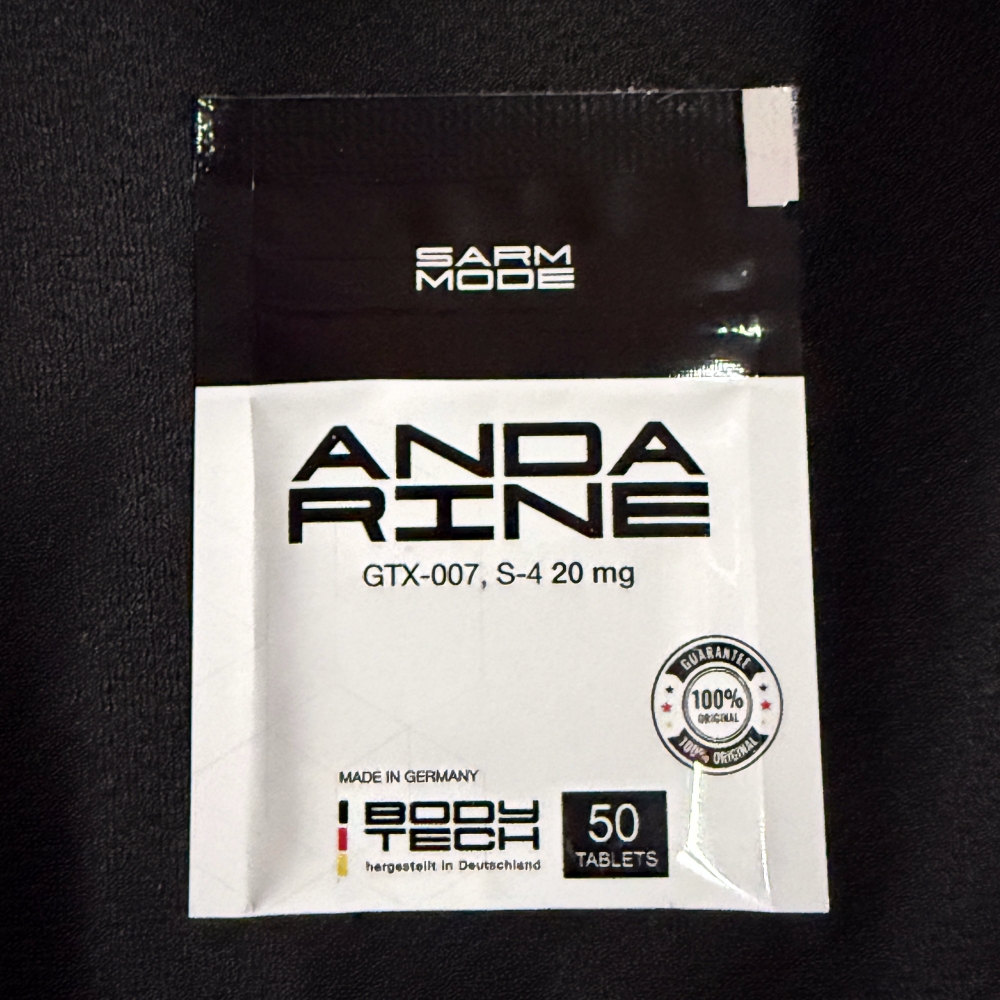 SARM
MODE
ANDA
RINE
GTX-007, S-4 20 mg
GUARANTEE
100%
ORIGINAL
100% ORIGINAL
MADE IN GERMANY
BODY
TECH
hergestellt in Deutschland
50
TABLETS